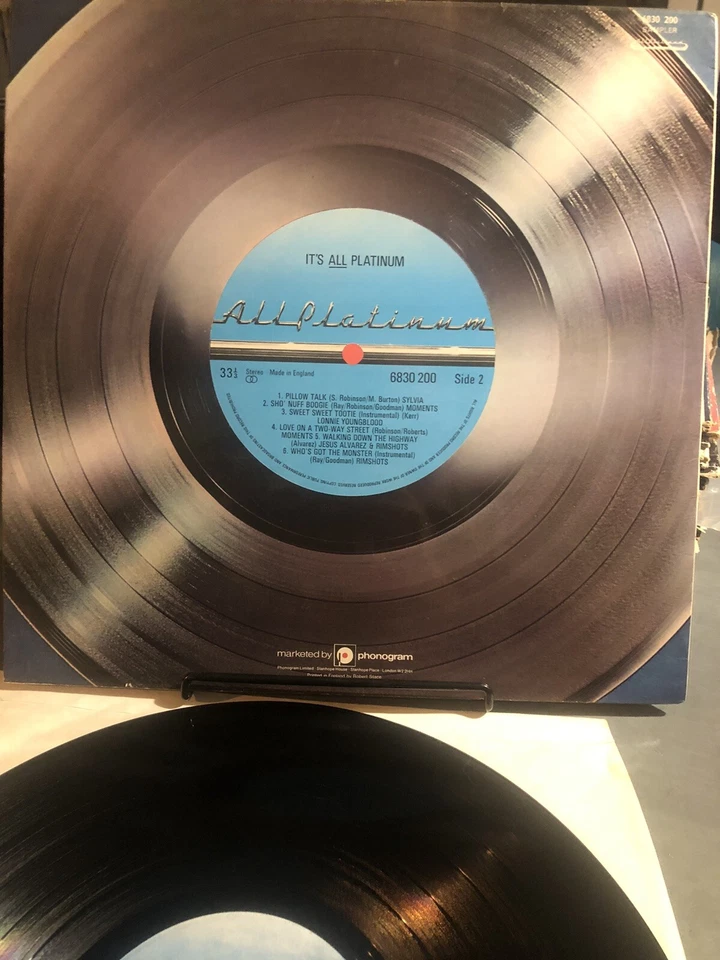 6830 200
SAMPLER
IT'S ALL PLATINUM
AllPlatinum
33⅓ Stereo Made in England 6830 200 Side 2
1. PILLOW TALK (S. Robinson/M. Burton) SYLVIA
2. SHO' NUFF BOOGIE (Ray/Robinson/Goodman) MOMENTS
3. SWEET SWEET TOOTIE (Instrumental) (Kerr)
LONNIE YOUNGBLOOD
4. LOVE ON A TWO-WAY STREET (Robinson/Roberts)
MOMENTS 5. WALKING DOWN THE HIGHWAY
(Alvarez) JESUS ALVAREZ & RIMSHOTS
6. WHO'S GOT THE MONSTER (Instrumental)
(Ray/Goodman) RIMSHOTS
marketed by phonogram
Phonogram Limited · Stanhope House · Stanhope Place · London W2